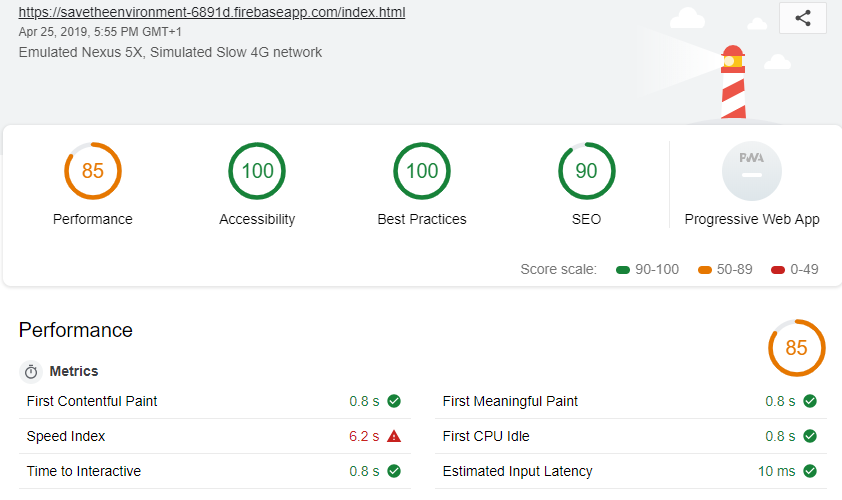 https://savetheenvironment-6891d.firebaseapp.com/index.html
Apr 25, 2019, 5:55 PM GMT+1
Emulated Nexus 5X, Simulated Slow 4G network
85 100 100 90 PWA
Performance Accessibility Best Practices SEO Progressive Web App
Score scale: 90-100 50-89 0-49
Performance 85
Metrics
First Contentful Paint 0.8 s First Meaningful Paint 0.8 s
Speed Index 6.2 s First CPU Idle 0.8 s
Time to Interactive 0.8 s Estimated Input Latency 10 ms